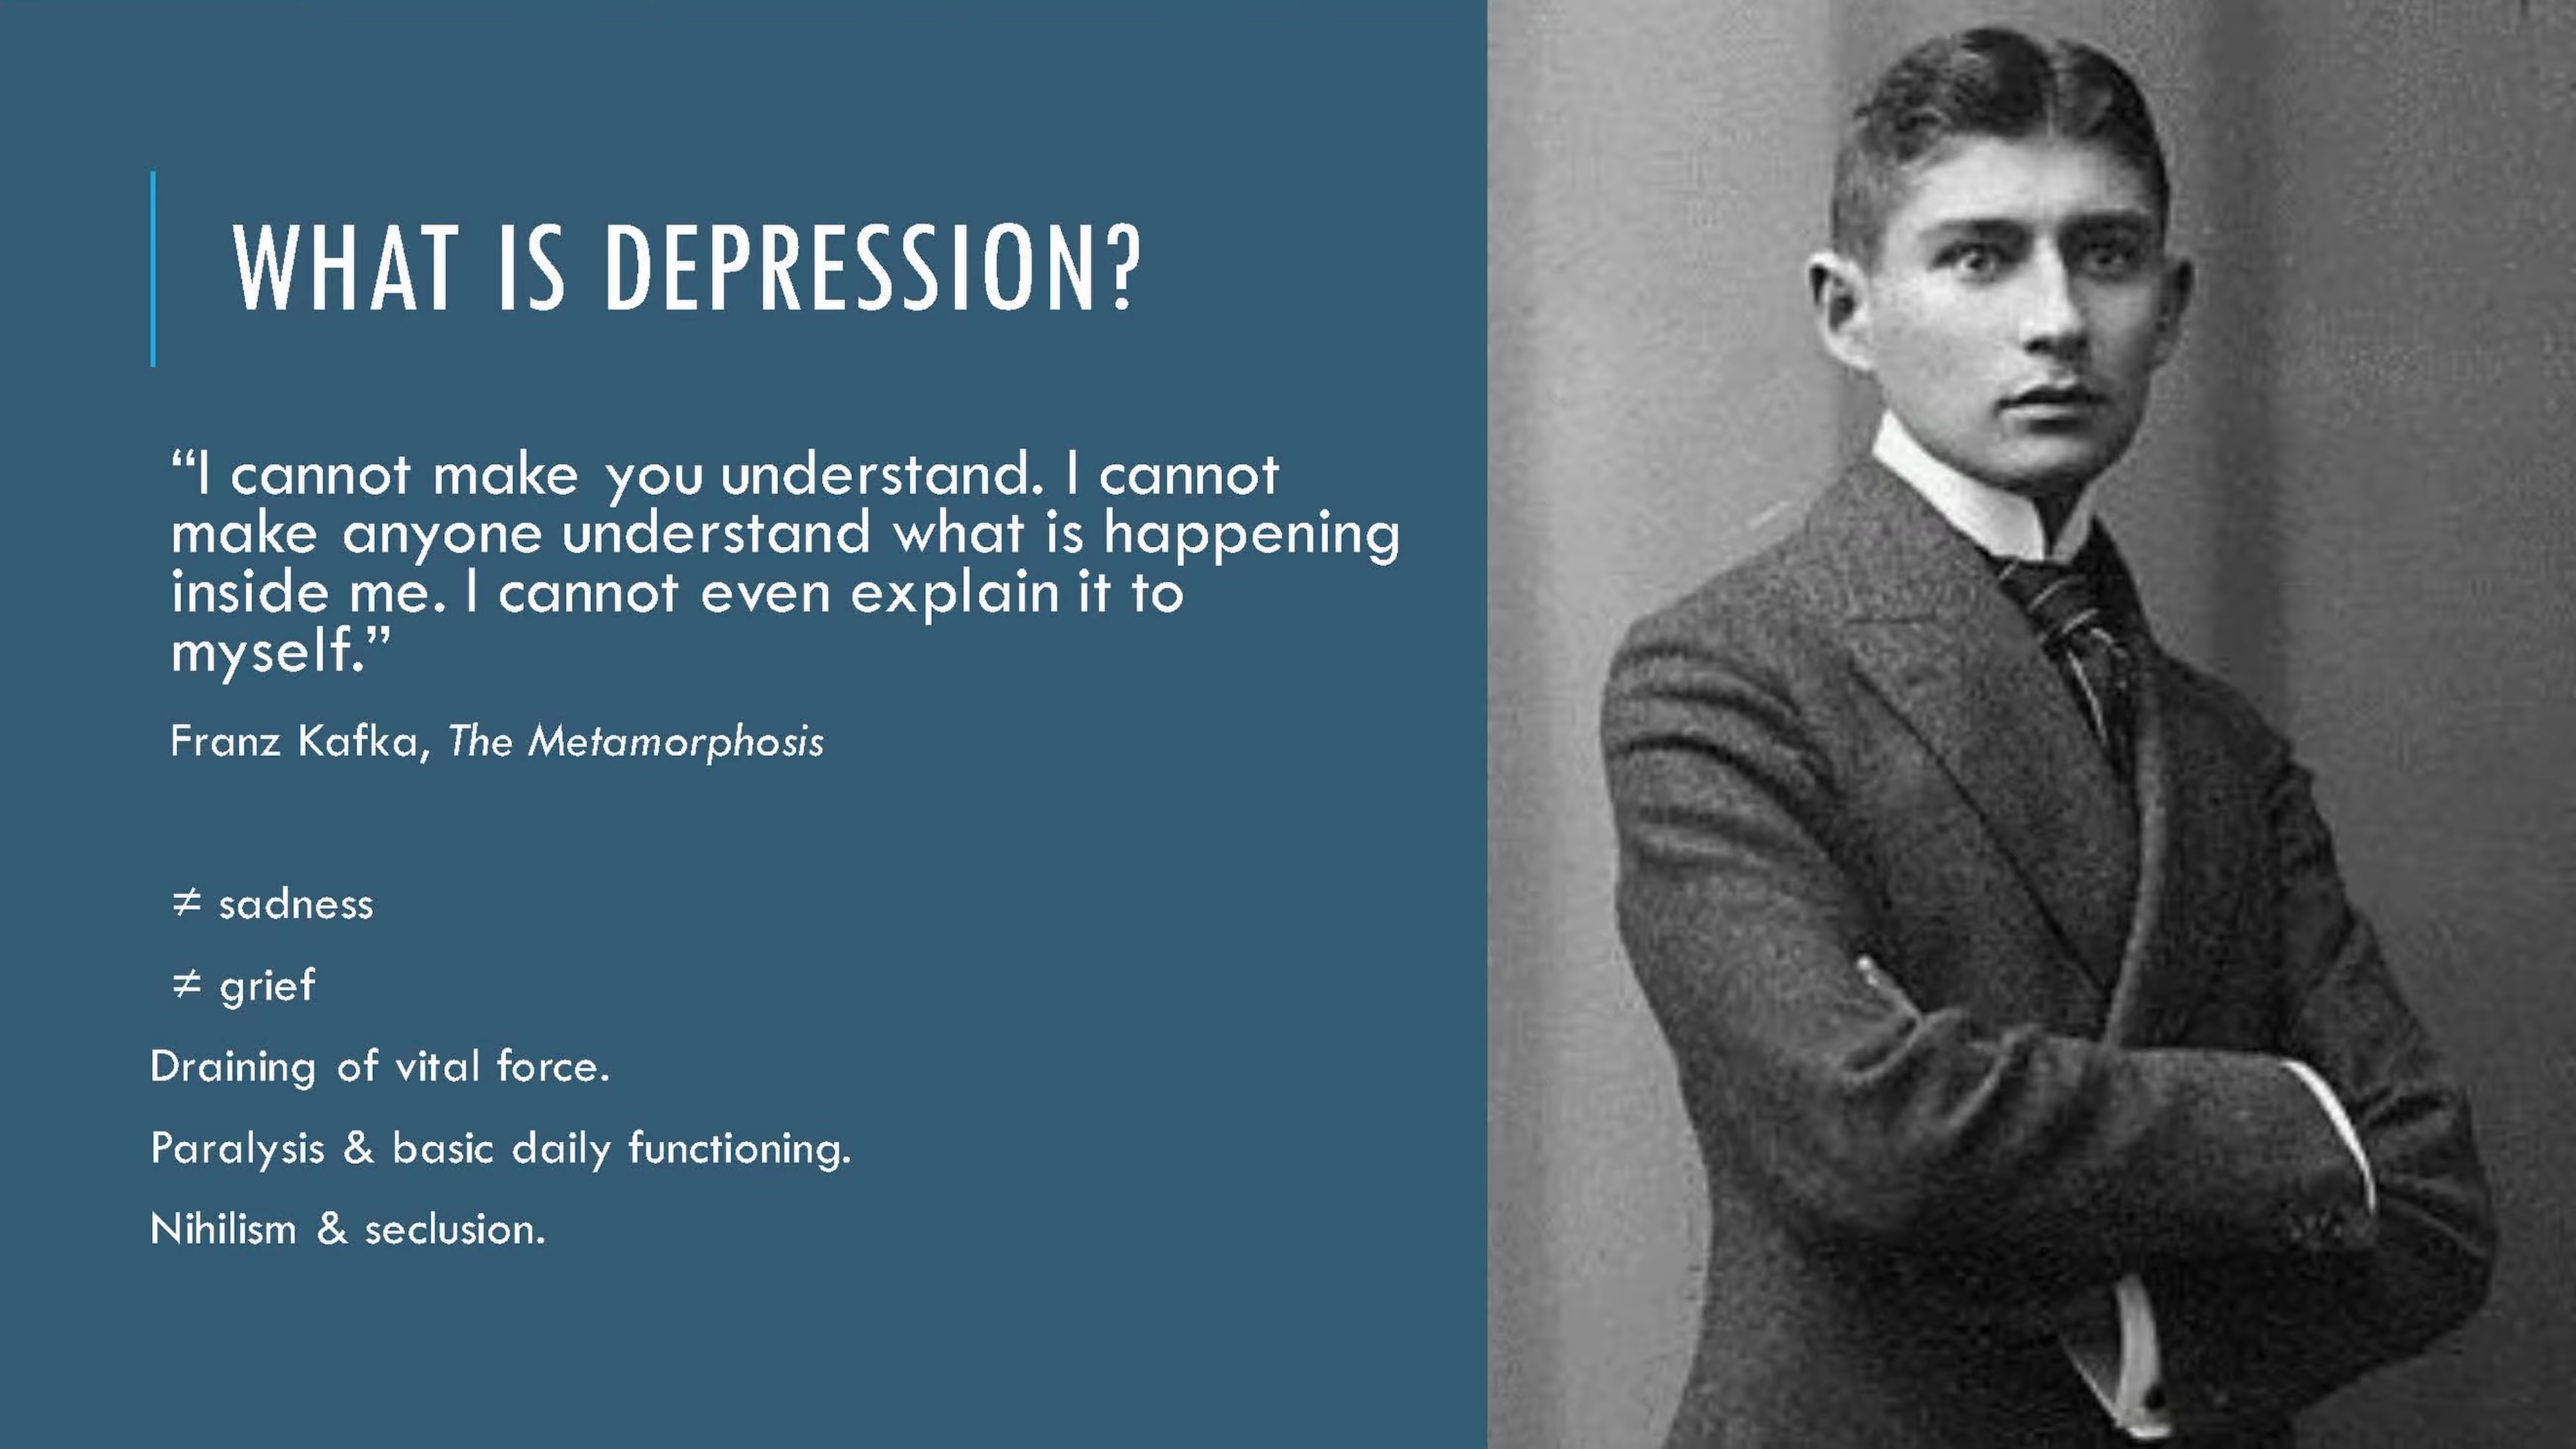 WHAT IS DEPRESSION?
“I cannot make you understand. I cannot
make anyone understand what is happening
inside me. I cannot even explain it to
myself.”
Franz Kafka, The Metamorphosis
≠ sadness
≠ grief
Draining of vital force.
Paralysis & basic daily functioning.
Nihilism & seclusion.